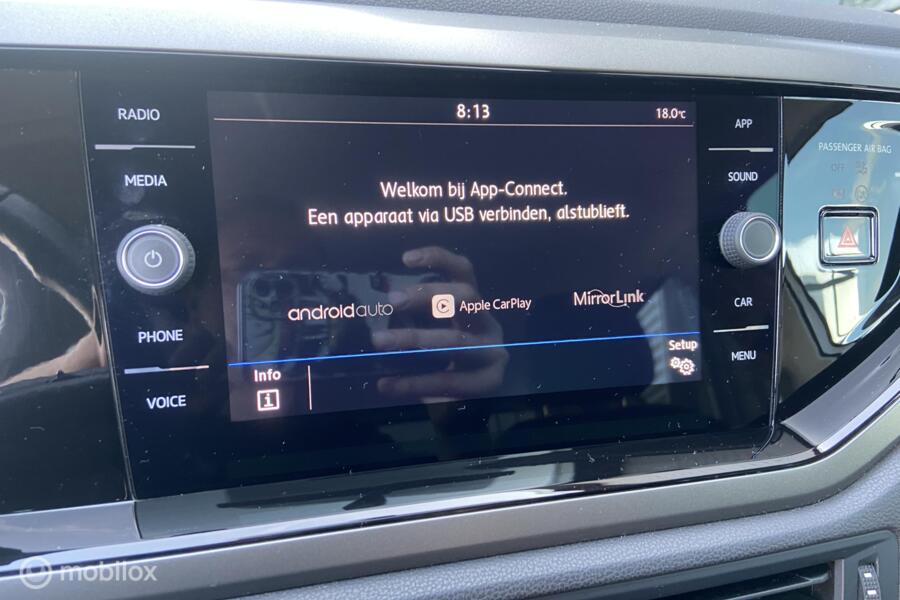 RADIO
MEDIA
PHONE
VOICE
8:13
18.0°C
Welkom bij App-Connect.
Een apparaat via USB verbinden, alstublieft.
androidauto
Apple CarPlay
MirrorLink
Info
Setup
APP
SOUND
CAR
MENU
PASSENGER AIR BAG
OFF
mobilox